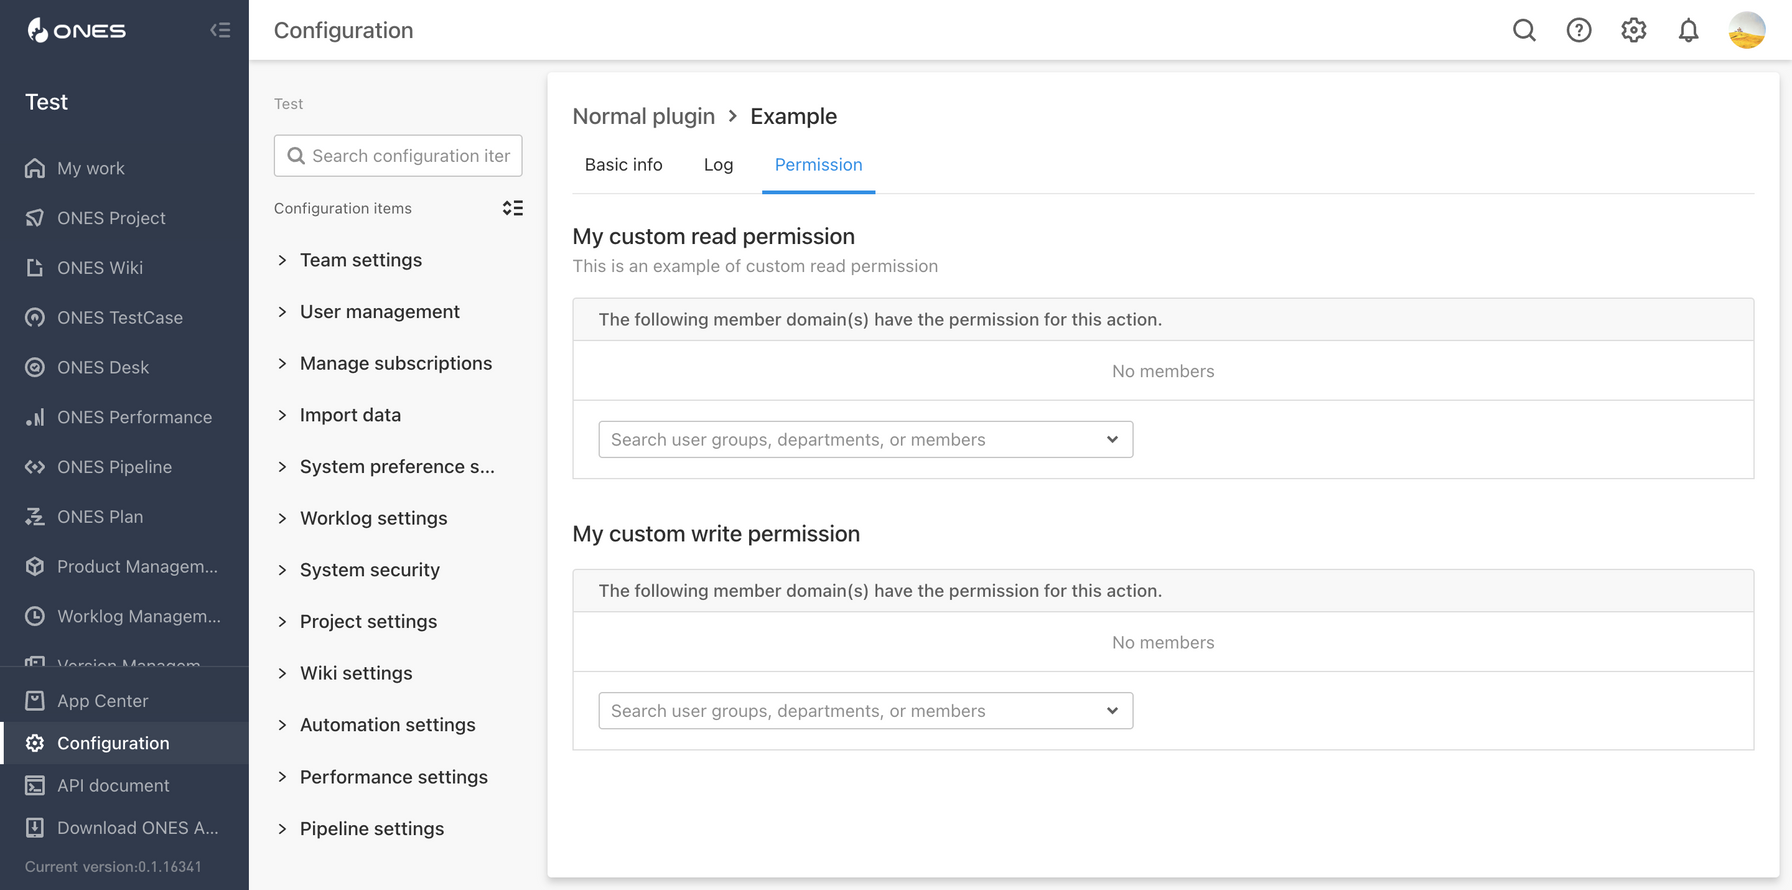 ONES
Configuration
Test
My work
ONES Project
ONES Wiki
ONES TestCase
ONES Desk
ONES Performance
ONES Pipeline
ONES Plan
Product Managem...
Worklog Managem...
Version Managem...
App Center
Configuration
API document
Download ONES A...
Current version:0.1.16341
Test
Search configuration iter
Configuration items
Team settings
User management
Manage subscriptions
Import data
System preference s...
Worklog settings
System security
Project settings
Wiki settings
Automation settings
Performance settings
Pipeline settings
Normal plugin > Example
Basic info Log Permission
My custom read permission
This is an example of custom read permission
The following member domain(s) have the permission for this action.
No members
Search user groups, departments, or members
My custom write permission
The following member domain(s) have the permission for this action.
No members
Search user groups, departments, or members